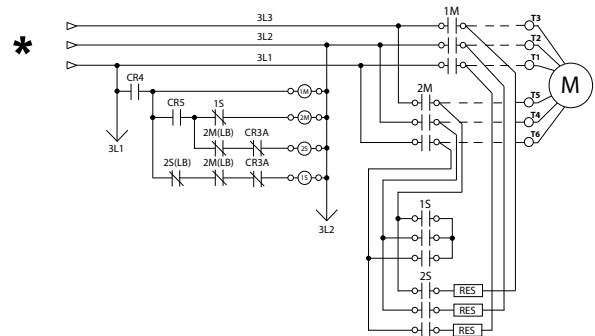 *
3L3
3L2
3L1
1M
T3
T2
T1
M
2M
T5
T4
T6
CR4
1M
CR5
1S
2M
2M(LB)
CR3A
2S
2S(LB)
2M(LB)
CR3A
1S
3L1
3L2
1S
2S
RES
RES
RES